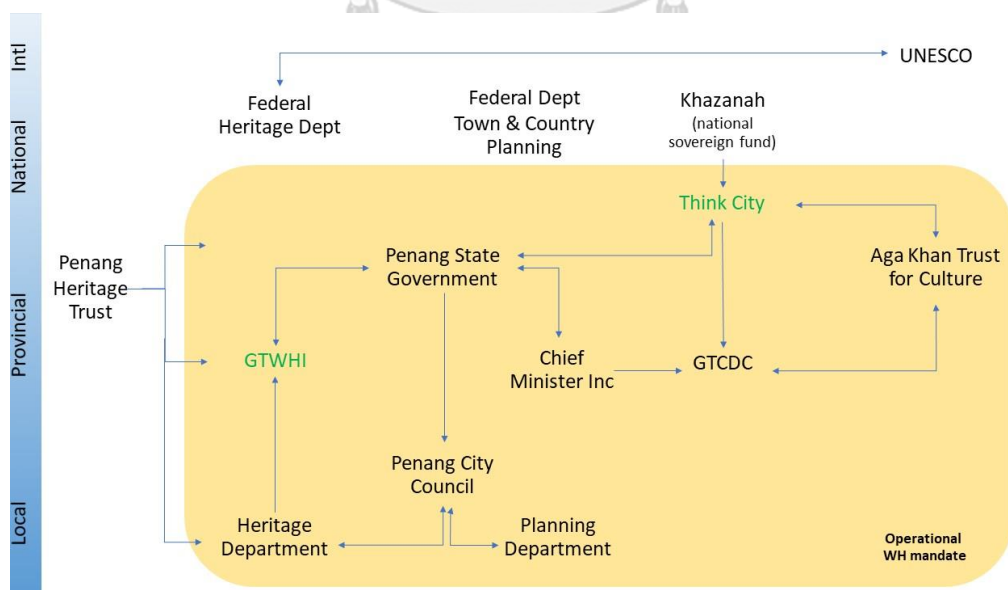 Intl
National
Provincial
Local
UNESCO
Federal
Heritage Dept
Federal Dept
Town & Country
Planning
Khazanah
(national
sovereign fund)
Think City
Penang
Heritage
Trust
Penang State
Government
Aga Khan Trust
for Culture
GTWHI
Chief
Minister Inc
GTCDC
Penang City
Council
Heritage
Department
Planning
Department
Operational
WH mandate